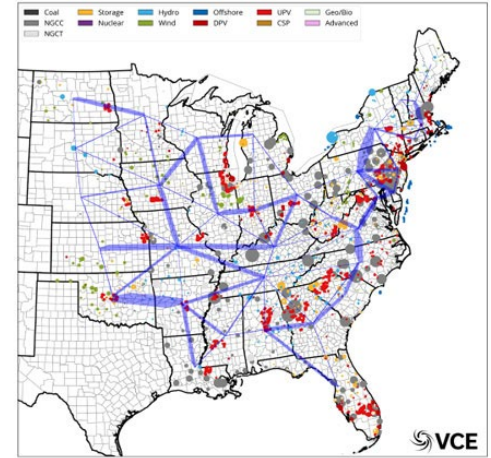 Coal Storage Hydro Offshore UPV Geo/Bio
NGCC Nuclear Wind DPV CSP Advanced
NGCT
VCE